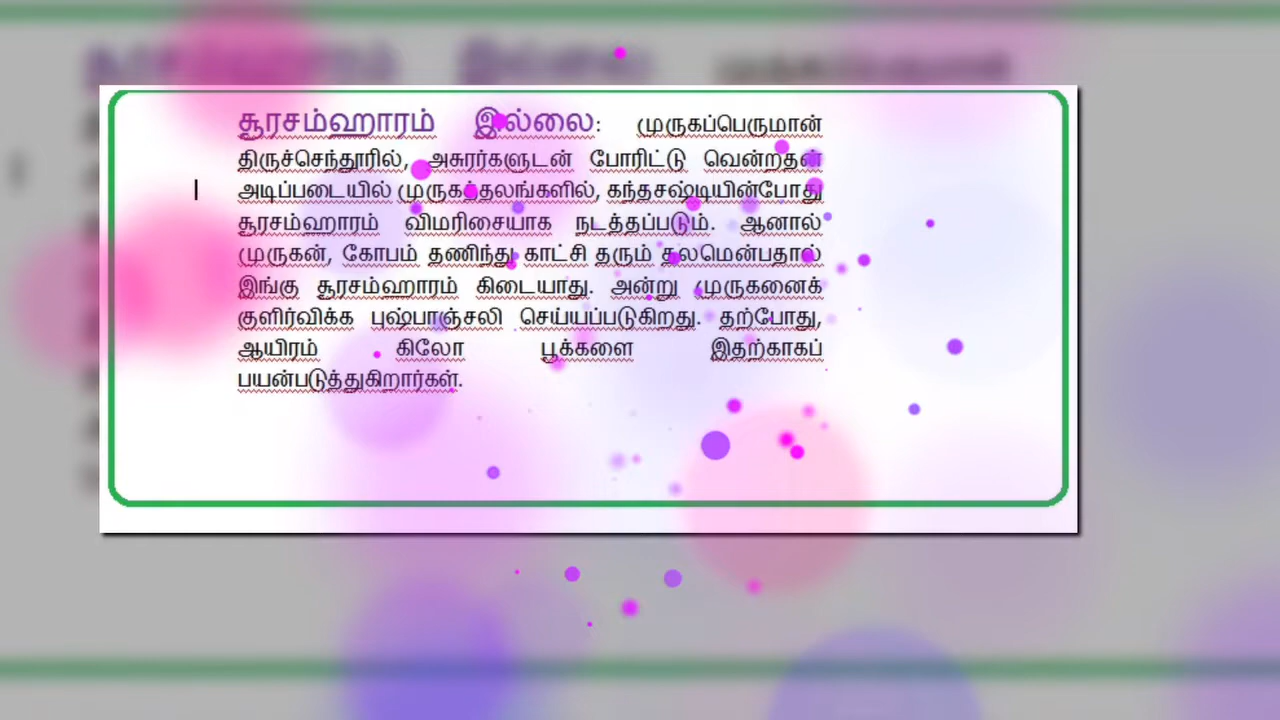 சூரசம்ஹாரம் இல்லை: முருகப்பெருமான்
திருச்செந்தூரில், அசுரர்களுடன் போரிட்டு வென்றதன்
அடிப்படையில் முருகத்தலங்களில், கந்தசஷ்டியின்போது
சூரசம்ஹாரம் விமரிசையாக நடத்தப்படும். ஆனால்
முருகன், கோபம் தணிந்து காட்சி தரும் தலமென்பதால்
இங்கு சூரசம்ஹாரம் கிடையாது. அன்று முருகனைக்
குளிர்விக்க புஷ்பாஞ்சலி செய்யப்படுகிறது. தற்போது,
ஆயிரம் கிலோ பூக்களை இதற்காகப்
பயன்படுத்துகிறார்கள்.